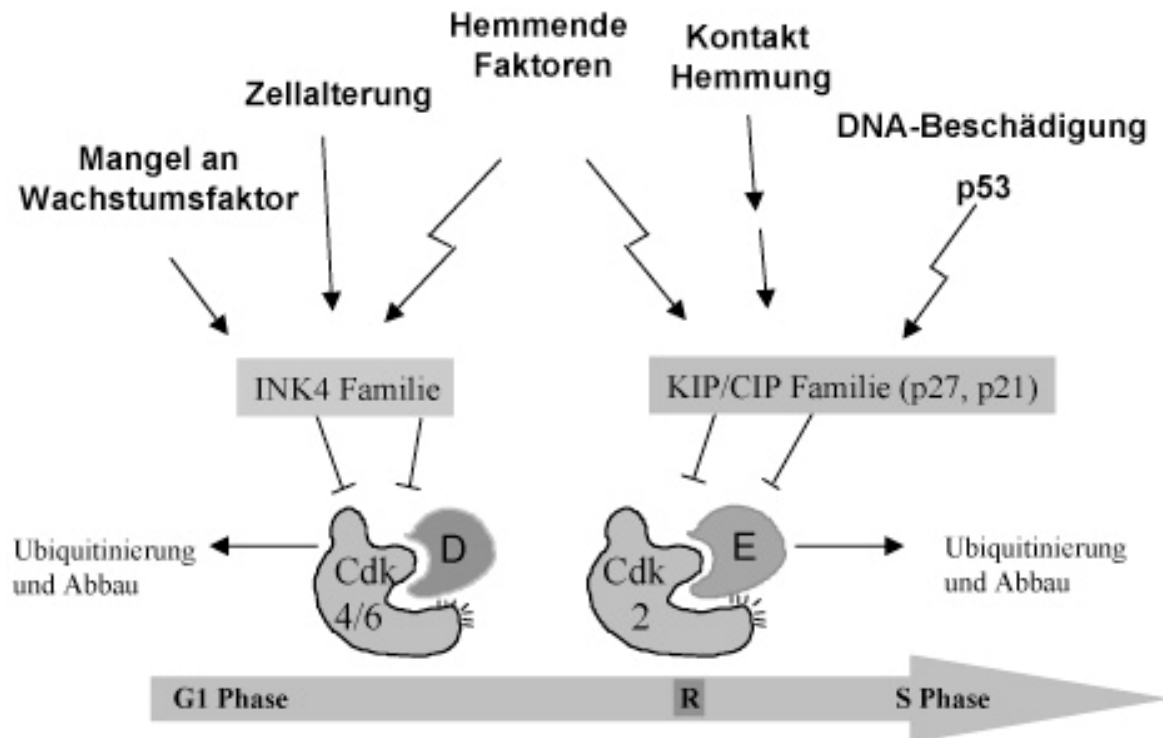 Hemmende
Faktoren
Kontakt
Hemmung
Zellalterung
DNA-Beschädigung
p53
Mangel an
Wachstumsfaktor
INK4 Familie
KIP/CIP Familie (p27, p21)
Ubiquitinierung
und Abbau
Cdk
4/6
D
Cdk
2
E
Ubiquitinierung
und Abbau
G1 Phase
R
S Phase